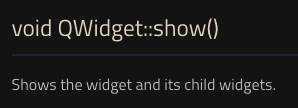 void QWidget::show()
Shows the widget and its child widgets.